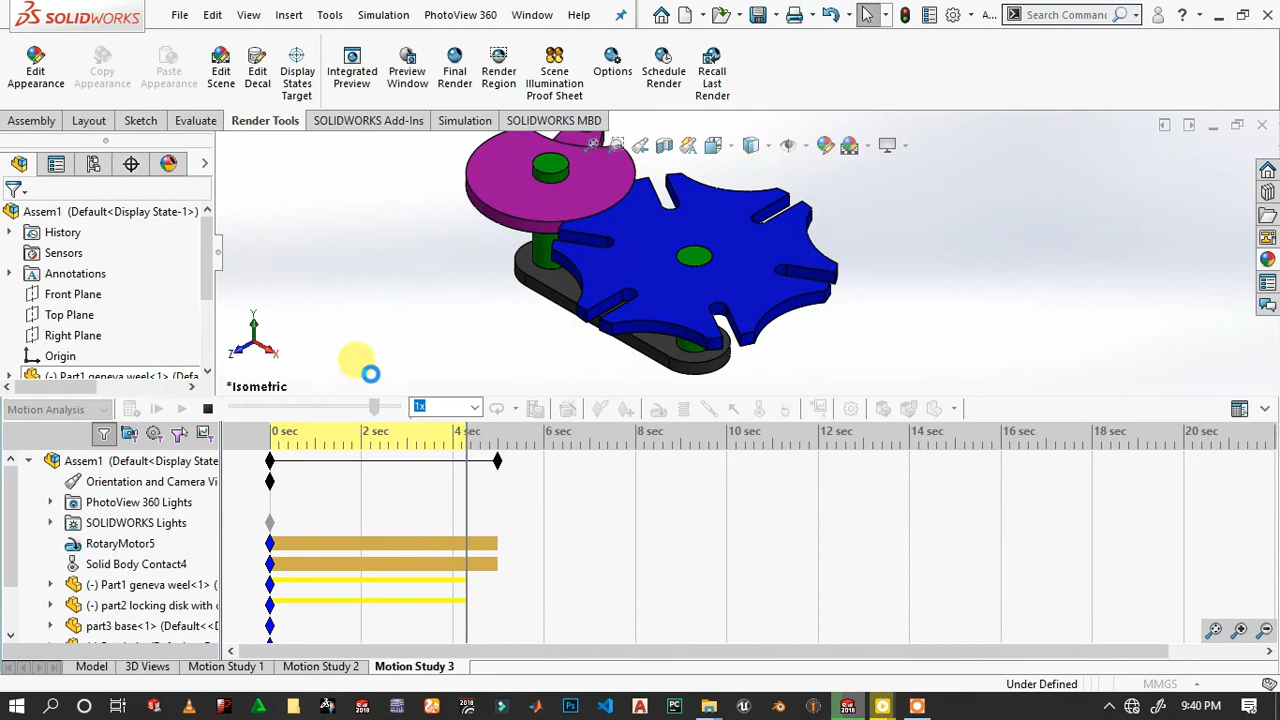 SOLIDWORKS File Edit View Insert Tools Simulation PhotoView 360 Window Help A... Search Comman ?
Edit Appearance
Copy Appearance
Paste Appearance
Edit Scene
Edit Decal
Display States Target
Integrated Preview
Preview Window
Final Render
Render Region
Scene Illumination Proof Sheet
Options
Schedule Render
Recall Last Render
Assembly Layout Sketch Evaluate Render Tools SOLIDWORKS Add-Ins Simulation SOLIDWORKS MBD
Assem1 (Default<Display State-1>)
History
Sensors
Annotations
Front Plane
Top Plane
Right Plane
Origin
(-) Part1 geneva weel<1> (Defau
Y
Z X
*Isometric
Motion Analysis 1x
0 sec 2 sec 4 sec 6 sec 8 sec 10 sec 12 sec 14 sec 16 sec 18 sec 20 sec
Assem1 (Default<Display State
Orientation and Camera Vi
PhotoView 360 Lights
SOLIDWORKS Lights
RotaryMotor5
Solid Body Contact4
(-) Part1 geneva weel<1> (
(-) part2 locking disk with c
part3 base<1> (Default<<D
Model 3D Views Motion Study 1 Motion Study 2 Motion Study 3
Under Defined MMGS
9:40 PM